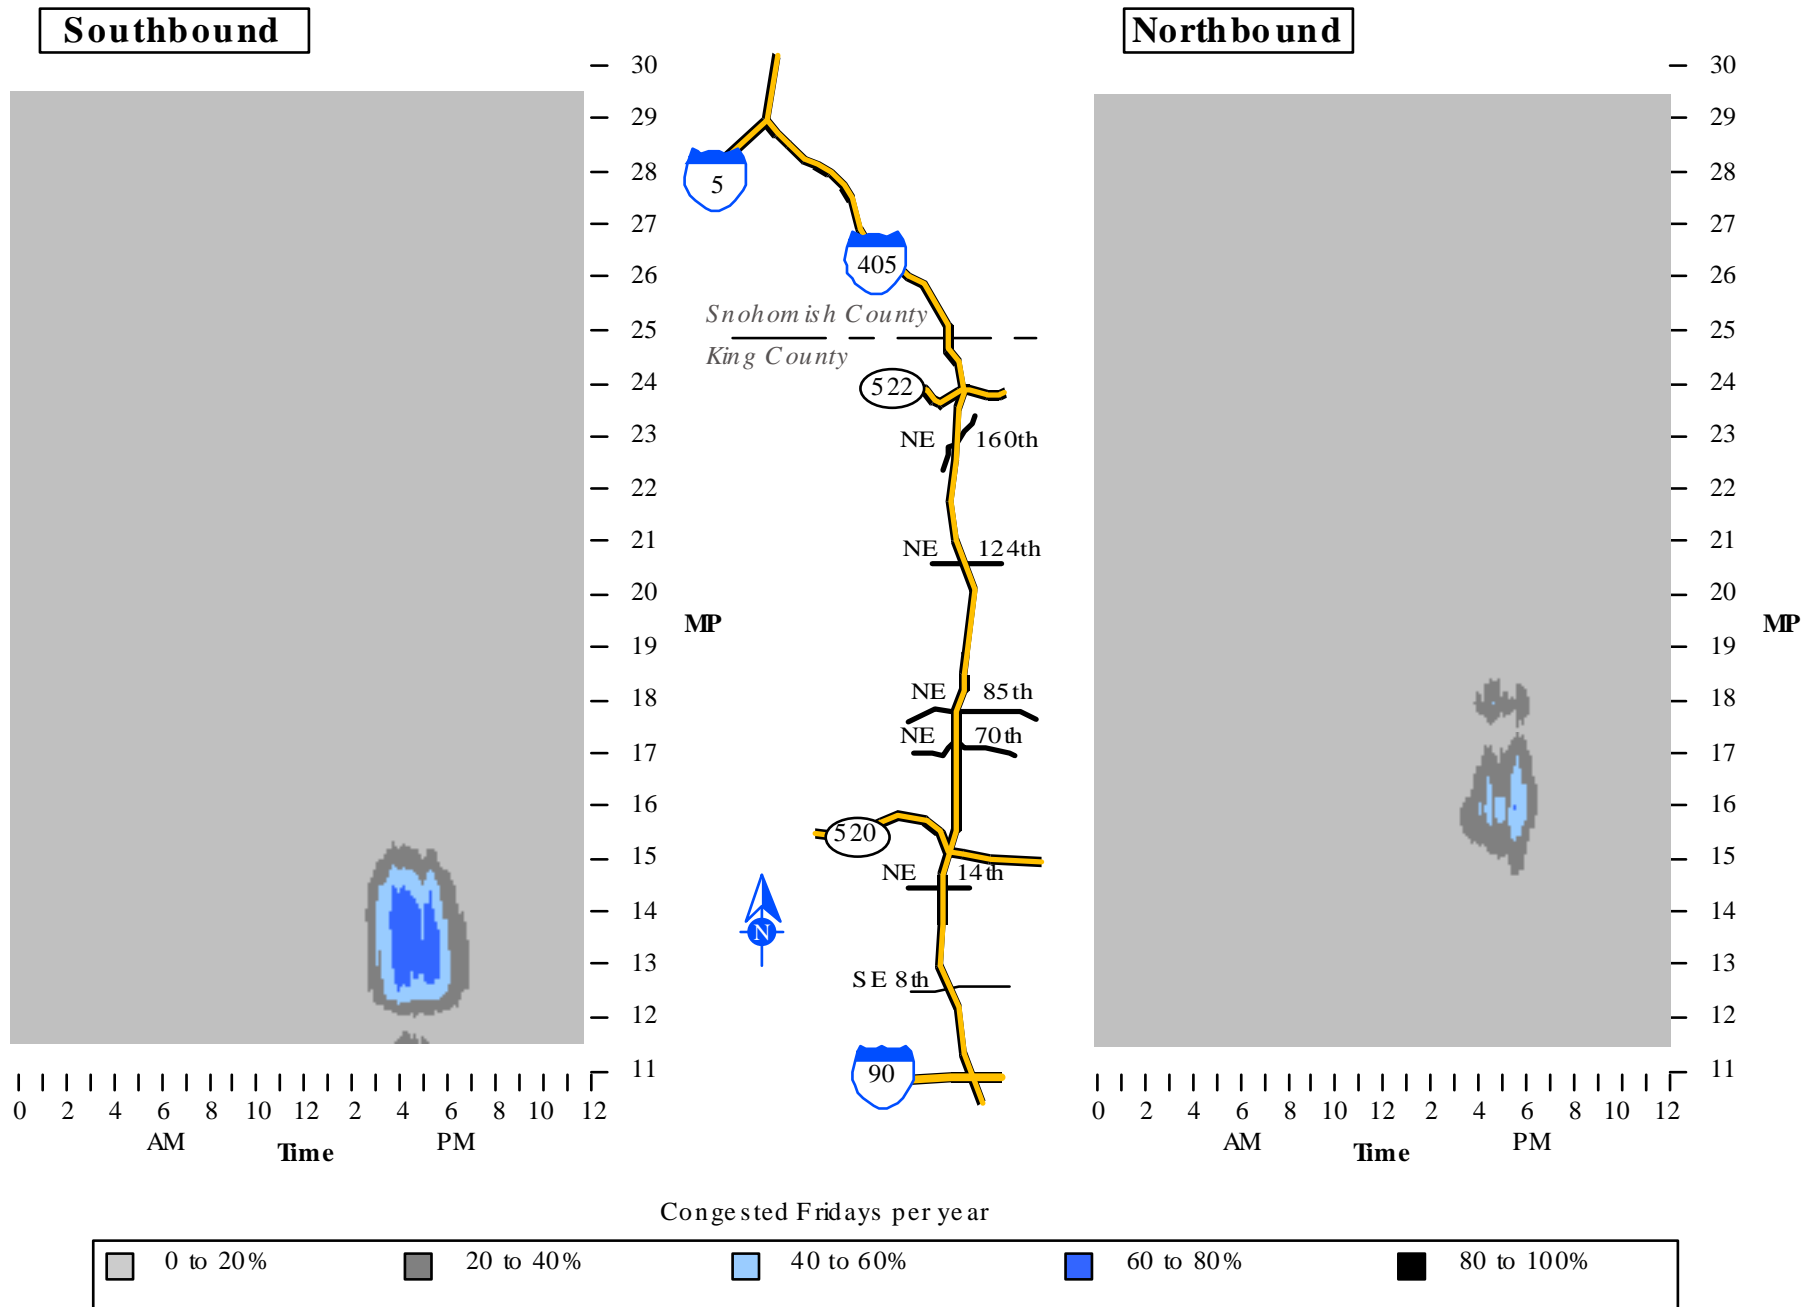 Southbound
Northbound
30
29
28
27
26
25
24
23
22
21
20
19
18
17
16
15
14
13
12
11
MP
5
405
Snohomish County
King County
522
NE 160th
NE 124th
NE 85th
NE 70th
520
NE 14th
N
SE 8th
90
30
29
28
27
26
25
24
23
22
21
20
19
18
17
16
15
14
13
12
11
MP
0 2 4 6 8 10 12 2 4 6 8 10 12
AM Time PM
0 2 4 6 8 10 12 2 4 6 8 10 12
AM Time PM
Congested Fridays per year
0 to 20% 20 to 40% 40 to 60% 60 to 80% 80 to 100%